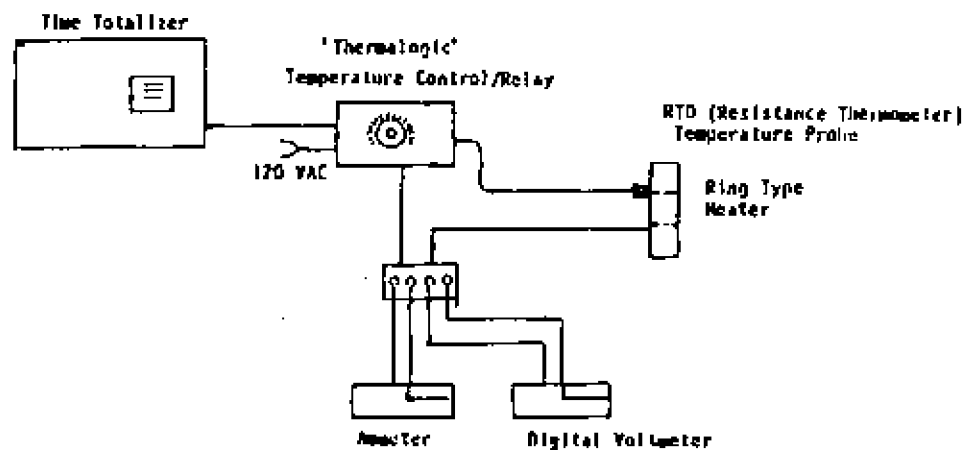 Time Totalizer
"Thermalogic"
Temperature Control/Relay
120 VAC
RTD (Resistance Thermometer)
Temperature Probe
Ring Type
Heater
Ammeter
Digital Voltmeter